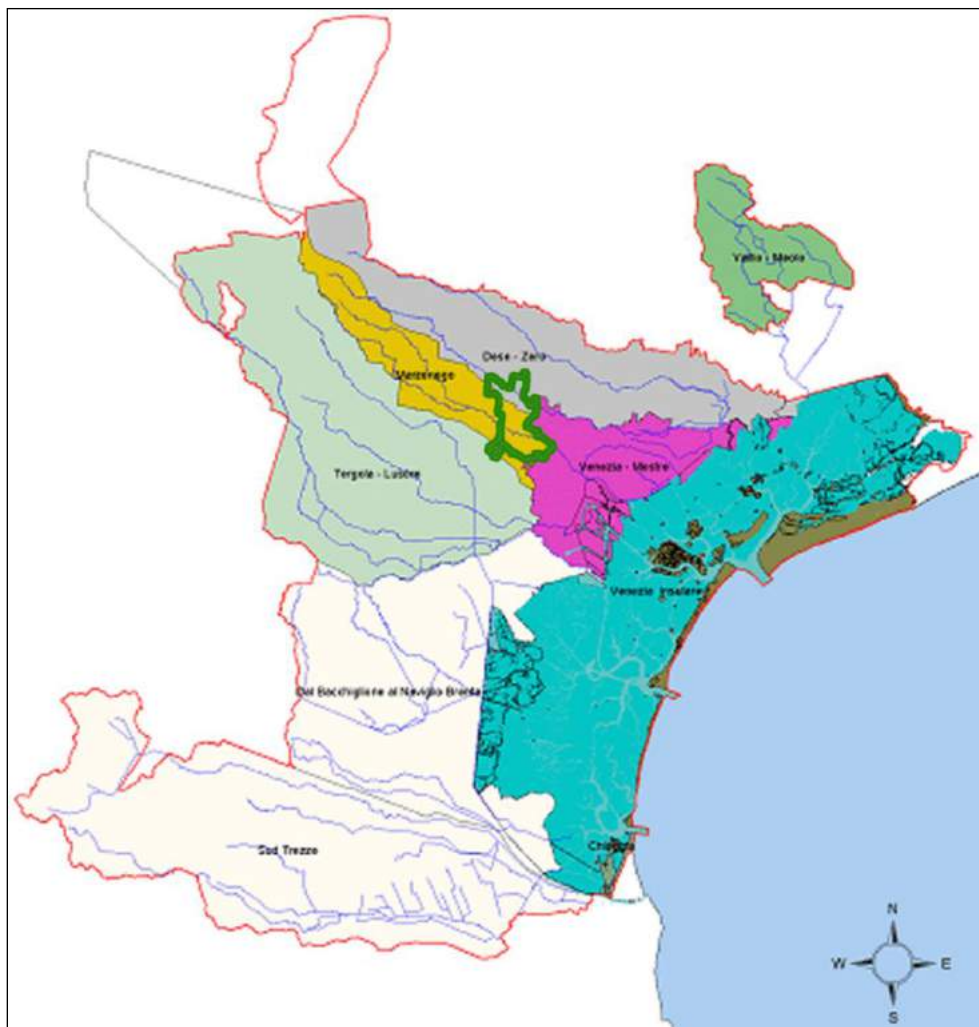 Vallio - Meolo
Dese - Zero
Marzenego
Tergola - Lusore
Venezia - Mestre
Venezia Insulare
Dal Bacchiglione al Naviglio Brenta
Sud Trezze
Chioggia
N
W
E
S